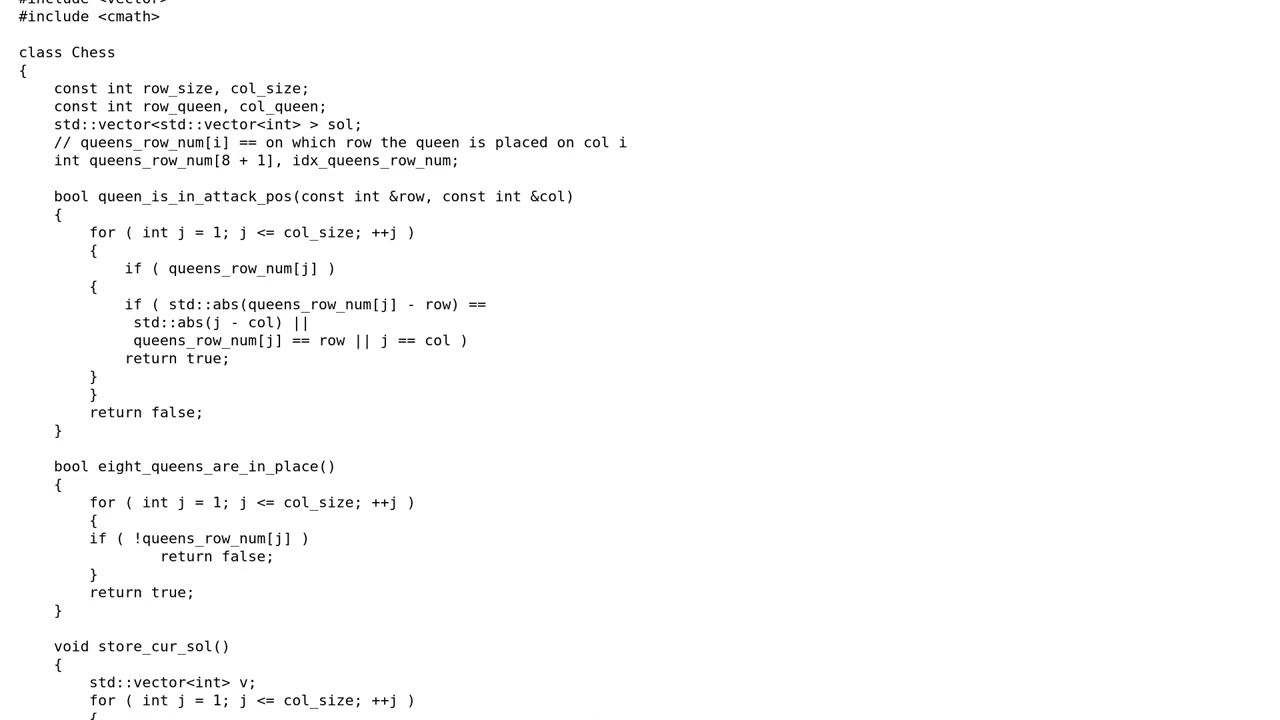 #include <vector>
#include <cmath>

class Chess
{
    const int row_size, col_size;
    const int row_queen, col_queen;
    std::vector<std::vector<int> > sol;
    // queens_row_num[i] == on which row the queen is placed on col i
    int queens_row_num[8 + 1], idx_queens_row_num;

    bool queen_is_in_attack_pos(const int &row, const int &col)
    {
        for ( int j = 1; j <= col_size; ++j )
        {
            if ( queens_row_num[j] )
        {
            if ( std::abs(queens_row_num[j] - row) ==
             std::abs(j - col) ||
             queens_row_num[j] == row || j == col )
            return true;
        }
        }
        return false;
    }

    bool eight_queens_are_in_place()
    {
        for ( int j = 1; j <= col_size; ++j )
        {
        if ( !queens_row_num[j] )
                return false;
        }
        return true;
    }

    void store_cur_sol()
    {
        std::vector<int> v;
        for ( int j = 1; j <= col_size; ++j )
        {